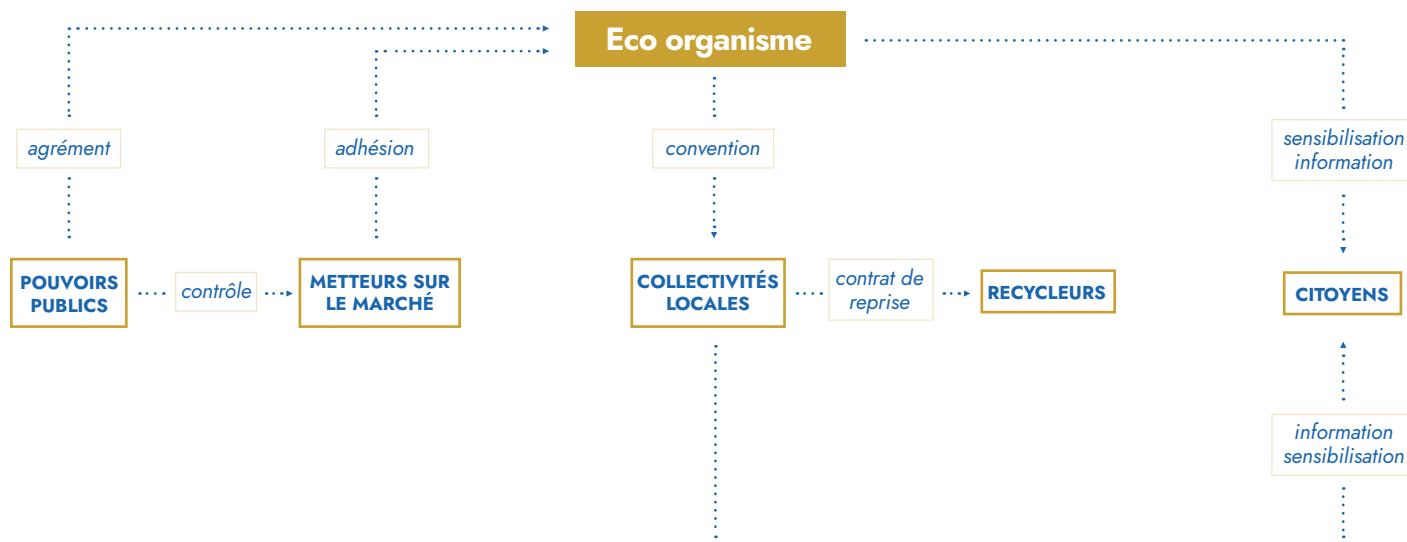 Eco organisme
agrément
adhésion
convention
sensibilisation
information
POUVOIRS
PUBLICS
contrôle
METTEURS SUR
LE MARCHÉ
COLLECTIVITÉS
LOCALES
contrat de
reprise
RECYCLEURS
CITOYENS
information
sensibilisation